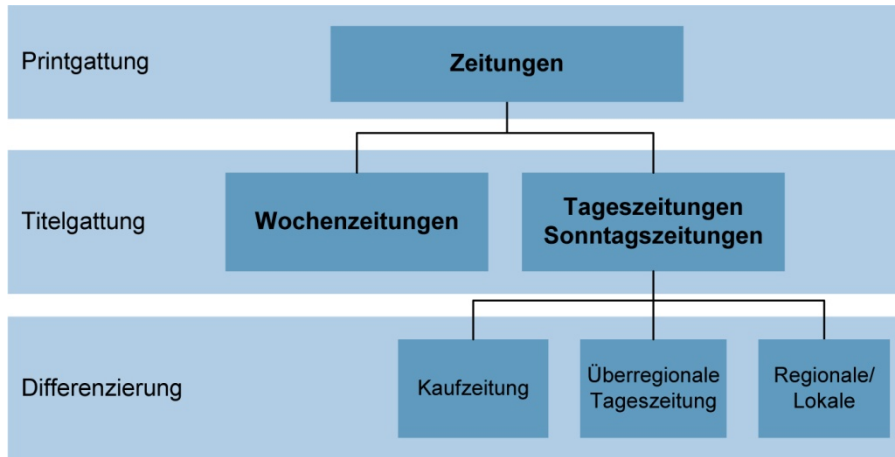 Printgattung
Zeitungen
Titelgattung
Wochenzeitungen
Tageszeitungen
Sonntagszeitungen
Differenzierung
Kaufzeitung
Überregionale
Tageszeitung
Regionale/
Lokale